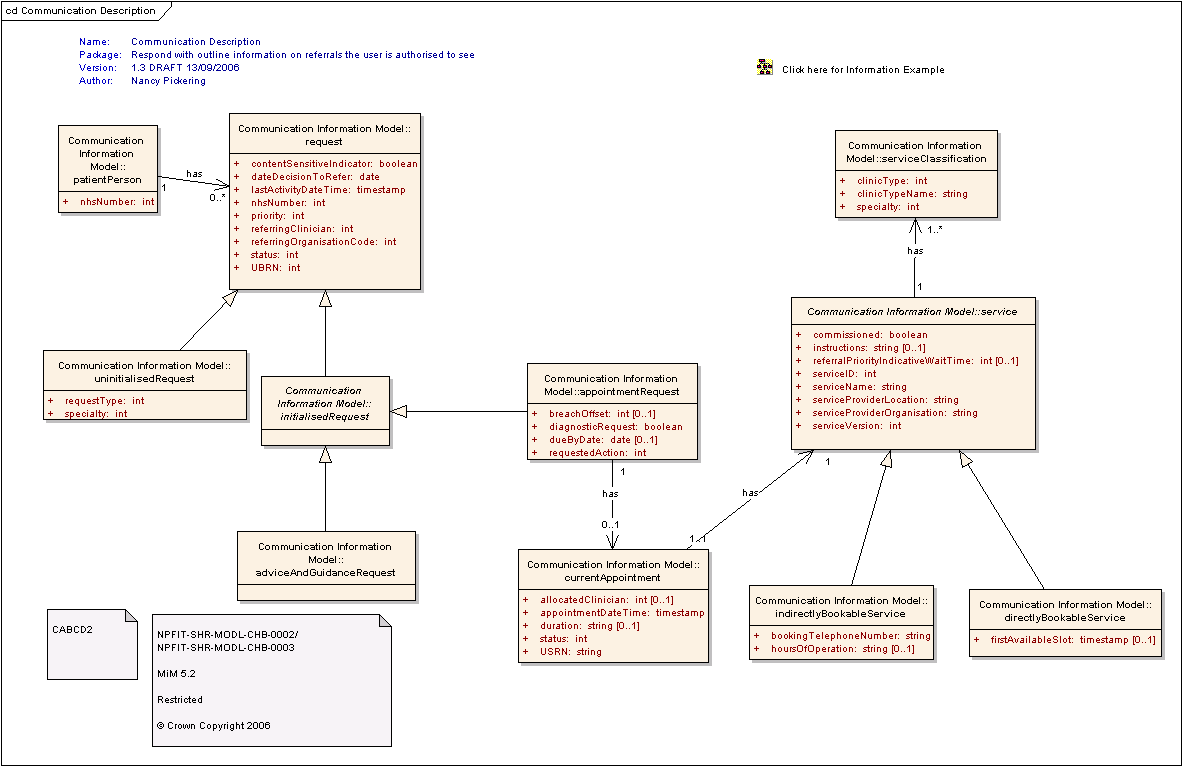 cd Communication Description
Name: Communication Description
Package: Respond with outline information on referrals the user is authorised to see
Version: 1.3 DRAFT 13/09/2006
Author: Nancy Pickering
Click here for Information Example
Communication
Information
Model::
patientPerson
+ nhsNumber: int
has
1
0..*
Communication Information Model::
request
+ contentSensitiveIndicator: boolean
+ dateDecisionToRefer: date
+ lastActivityDateTime: timestamp
+ nhsNumber: int
+ priority: int
+ referringClinician: int
+ referringOrganisationCode: int
+ status: int
+ UBRN: int
Communication Information
Model::serviceClassification
+ clinicType: int
+ clinicTypeName: string
+ specialty: int
1..*
has
1
Communication Information Model::service
+ commissioned: boolean
+ instructions: string [0..1]
+ referralPriorityIndicativeWaitTime: int [0..1]
+ serviceID: int
+ serviceName: string
+ serviceProviderLocation: string
+ serviceProviderOrganisation: string
+ serviceVersion: int
Communication Information Model::
uninitialisedRequest
+ requestType: int
+ specialty: int
Communication
Information Model::
initialisedRequest
Communication Information
Model::appointmentRequest
+ breachOffset: int [0..1]
+ diagnosticRequest: boolean
+ dueByDate: date [0..1]
+ requestedAction: int
1
has
0..1
1
has
1..1
Communication Information
Model::
adviceAndGuidanceRequest
Communication Information Model::
currentAppointment
+ allocatedClinician: int [0..1]
+ appointmentDateTime: timestamp
+ duration: string [0..1]
+ status: int
+ USRN: string
Communication Information Model::
indirectlyBookableService
+ bookingTelephoneNumber: string
+ hoursOfOperation: string [0..1]
Communication Information Model::
directlyBookableService
+ firstAvailableSlot: timestamp [0..1]
CABCD2
NPFIT-SHR-MODL-CHB-0002/
NPFIT-SHR-MODL-CHB-0003
MiM 5.2
Restricted
© Crown Copyright 2006